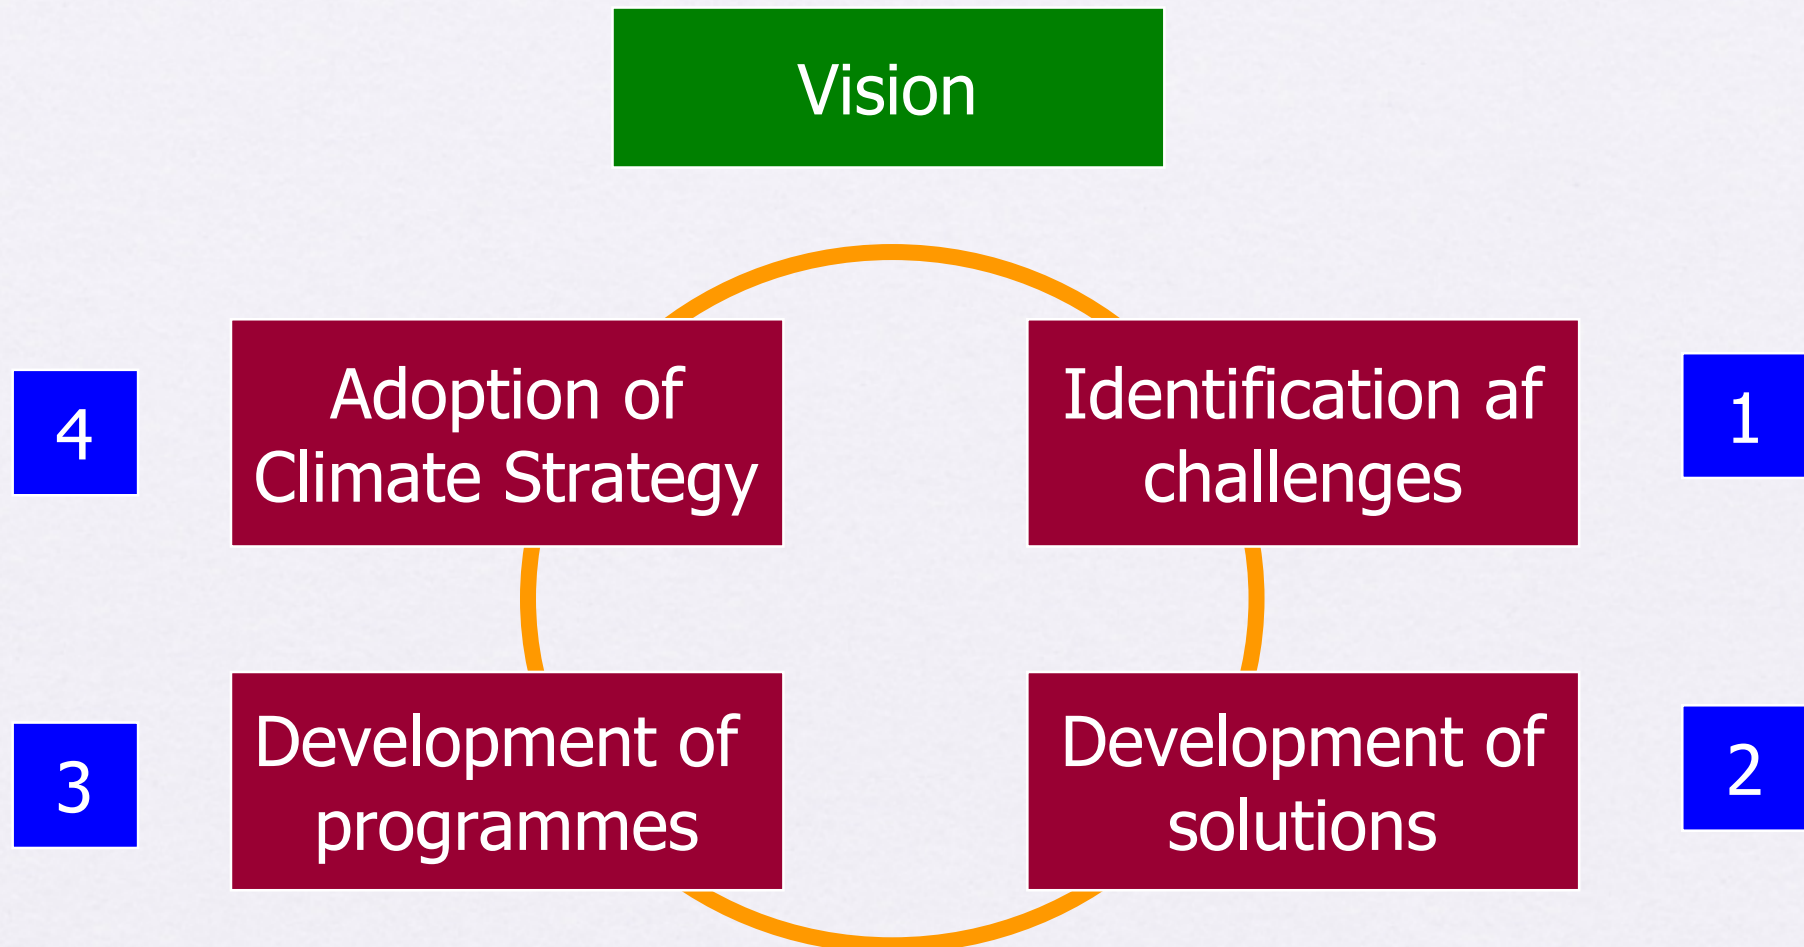 Vision
4
Adoption of
Climate Strategy
Identification af
challenges
1
3
Development of
programmes
Development of
solutions
2